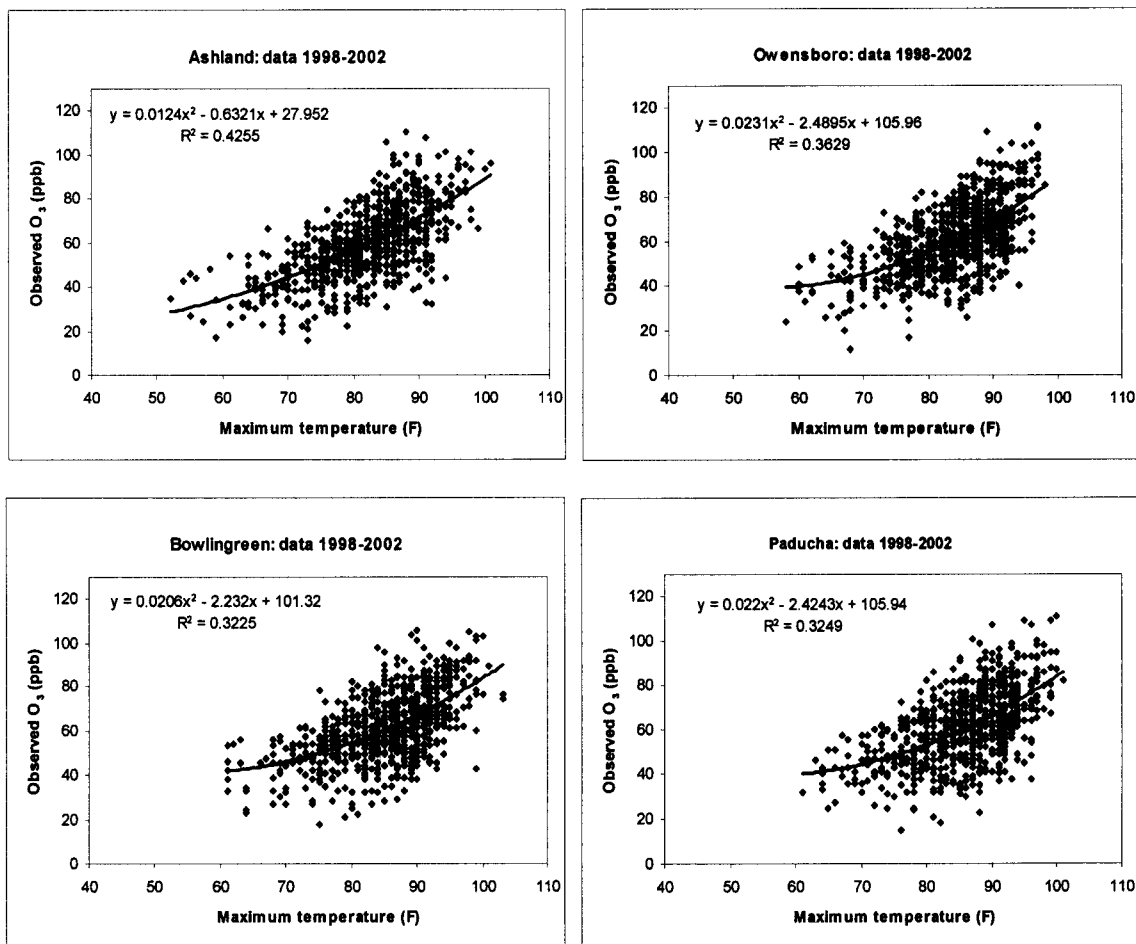 Ashland: data 1998-2002
y = 0.0124x² - 0.6321x + 27.952
R² = 0.4255
Observed O₃ (ppb)
120
100
80
60
40
20
0
40 50 60 70 80 90 100 110
Maximum temperature (F)
Owensboro: data 1998-2002
y = 0.0231x² - 2.4895x + 105.96
R² = 0.3629
Observed O₃ (ppb)
120
100
80
60
40
20
0
40 50 60 70 80 90 100 110
Maximum temperature (F)
Bowlingreen: data 1998-2002
y = 0.0206x² - 2.232x + 101.32
R² = 0.3225
Observed O₃ (ppb)
120
100
80
60
40
20
0
40 50 60 70 80 90 100 110
Maximum temperature (F)
Paducha: data 1998-2002
y = 0.022x² - 2.4243x + 105.94
R² = 0.3249
Observed O₃ (ppb)
120
100
80
60
40
20
0
40 50 60 70 80 90 100 110
Maximum temperature (F)